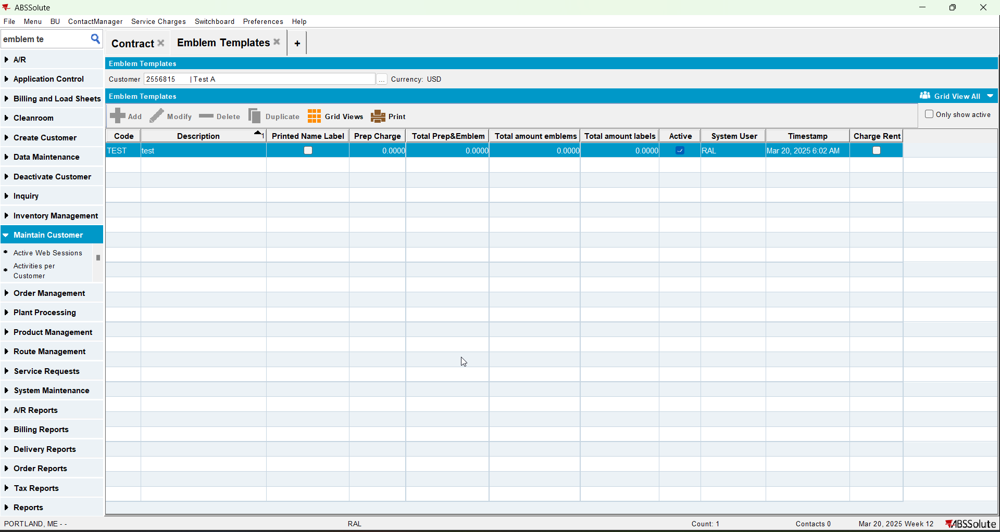 ABSSolute
File Menu BU ContactManager Service Charges Switchboard Preferences Help
emblem te
Contract
Emblem Templates
+
A/R
Application Control
Billing and Load Sheets
Cleanroom
Create Customer
Data Maintenance
Deactivate Customer
Inquiry
Inventory Management
Maintain Customer
Active Web Sessions
Activities per
Customer
Order Management
Plant Processing
Product Management
Route Management
Service Requests
System Maintenance
A/R Reports
Billing Reports
Delivery Reports
Order Reports
Tax Reports
Reports
Emblem Templates
Customer 2556815 | Test A ... Currency: USD
Emblem Templates Grid View All
Add Modify Delete Duplicate Grid Views Print Only show active
Code Description 1 Printed Name Label Prep Charge Total Prep&Emblem Total amount emblems Total amount labels Active System User Timestamp Charge Rent
TEST test 0.0000 0.0000 0.0000 0.0000 RAL Mar 20, 2025 6:02 AM
PORTLAND, ME - - RAL Count: 1 Contacts 0 Mar 20, 2025 Week 12 ABSSolute